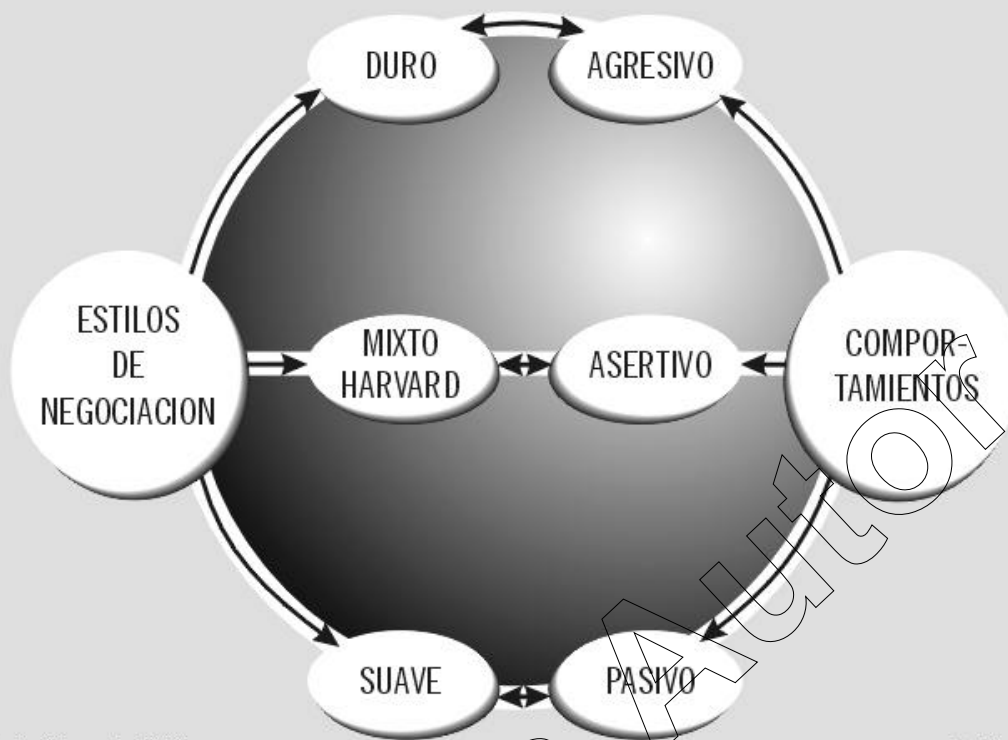 DURO
AGRESIVO
ESTILOS
DE
NEGOCIACION
MIXTO
HARVARD
ASERTIVO
COMPOR-
TAMIENTOS
SUAVE
PASIVO
Autor